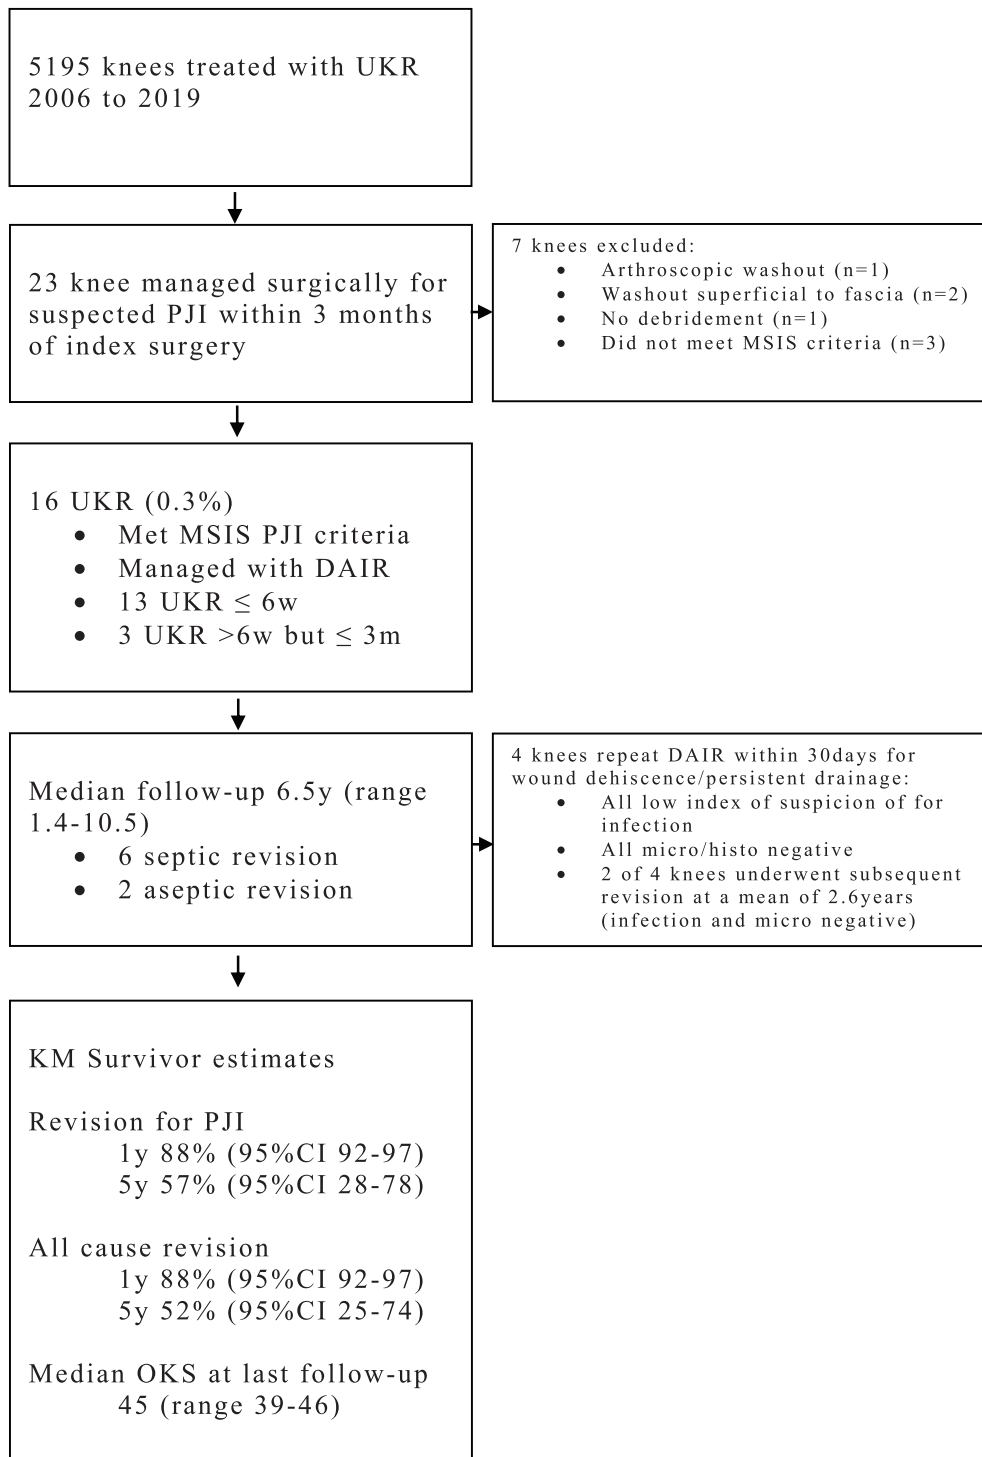 5195 knees treated with UKR
2006 to 2019
23 knee managed surgically for
suspected PJI within 3 months
of index surgery
7 knees excluded:
• Arthroscopic washout (n=1)
• Washout superficial to fascia (n=2)
• No debridement (n=1)
• Did not meet MSIS criteria (n=3)
16 UKR (0.3%)
• Met MSIS PJI criteria
• Managed with DAIR
• 13 UKR ≤ 6w
• 3 UKR >6w but ≤ 3m
Median follow-up 6.5y (range
1.4-10.5)
• 6 septic revision
• 2 aseptic revision
4 knees repeat DAIR within 30days for
wound dehiscence/persistent drainage:
• All low index of suspicion of for
infection
• All micro/histo negative
• 2 of 4 knees underwent subsequent
revision at a mean of 2.6years
(infection and micro negative)
KM Survivor estimates
Revision for PJI
1y 88% (95%CI 92-97)
5y 57% (95%CI 28-78)
All cause revision
1y 88% (95%CI 92-97)
5y 52% (95%CI 25-74)
Median OKS at last follow-up
45 (range 39-46)